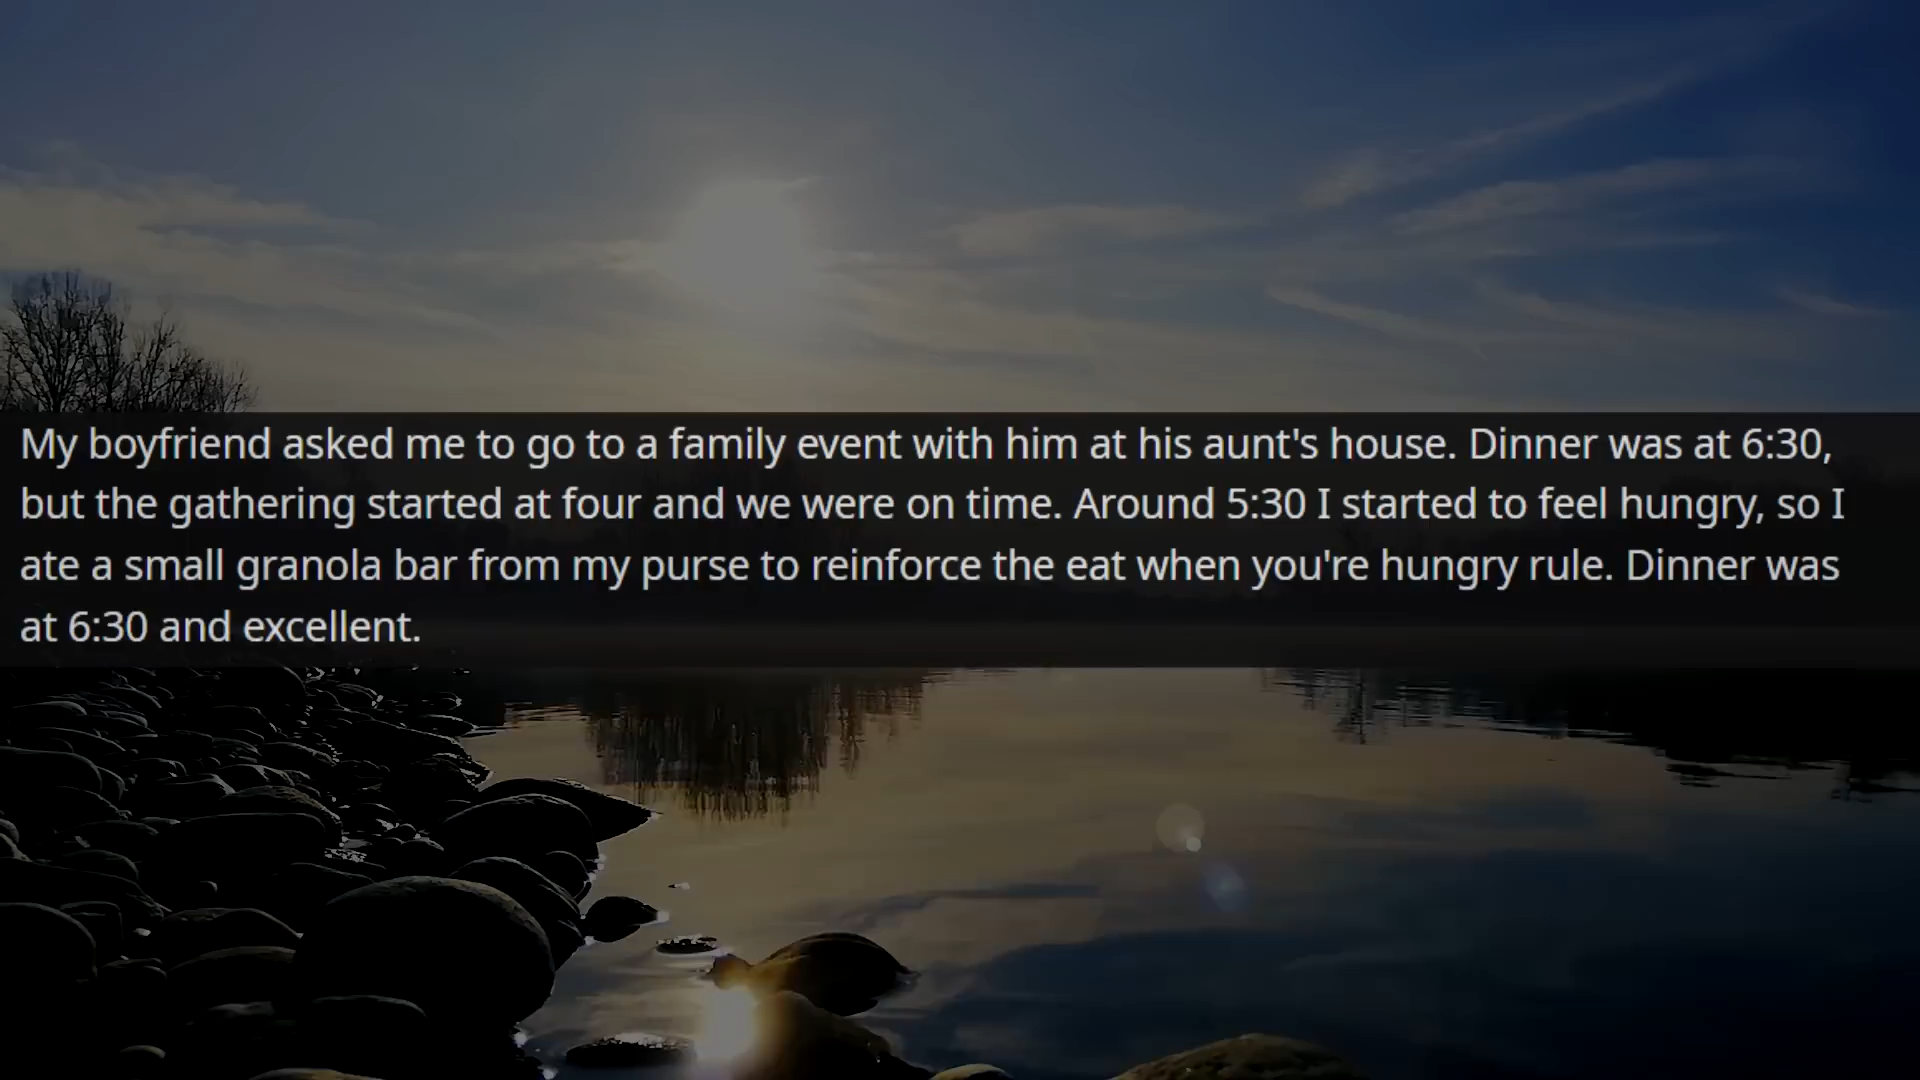 My boyfriend asked me to go to a family event with him at his aunt's house. Dinner was at 6:30,
but the gathering started at four and we were on time. Around 5:30 I started to feel hungry, so I
ate a small granola bar from my purse to reinforce the eat when you're hungry rule. Dinner was
at 6:30 and excellent.